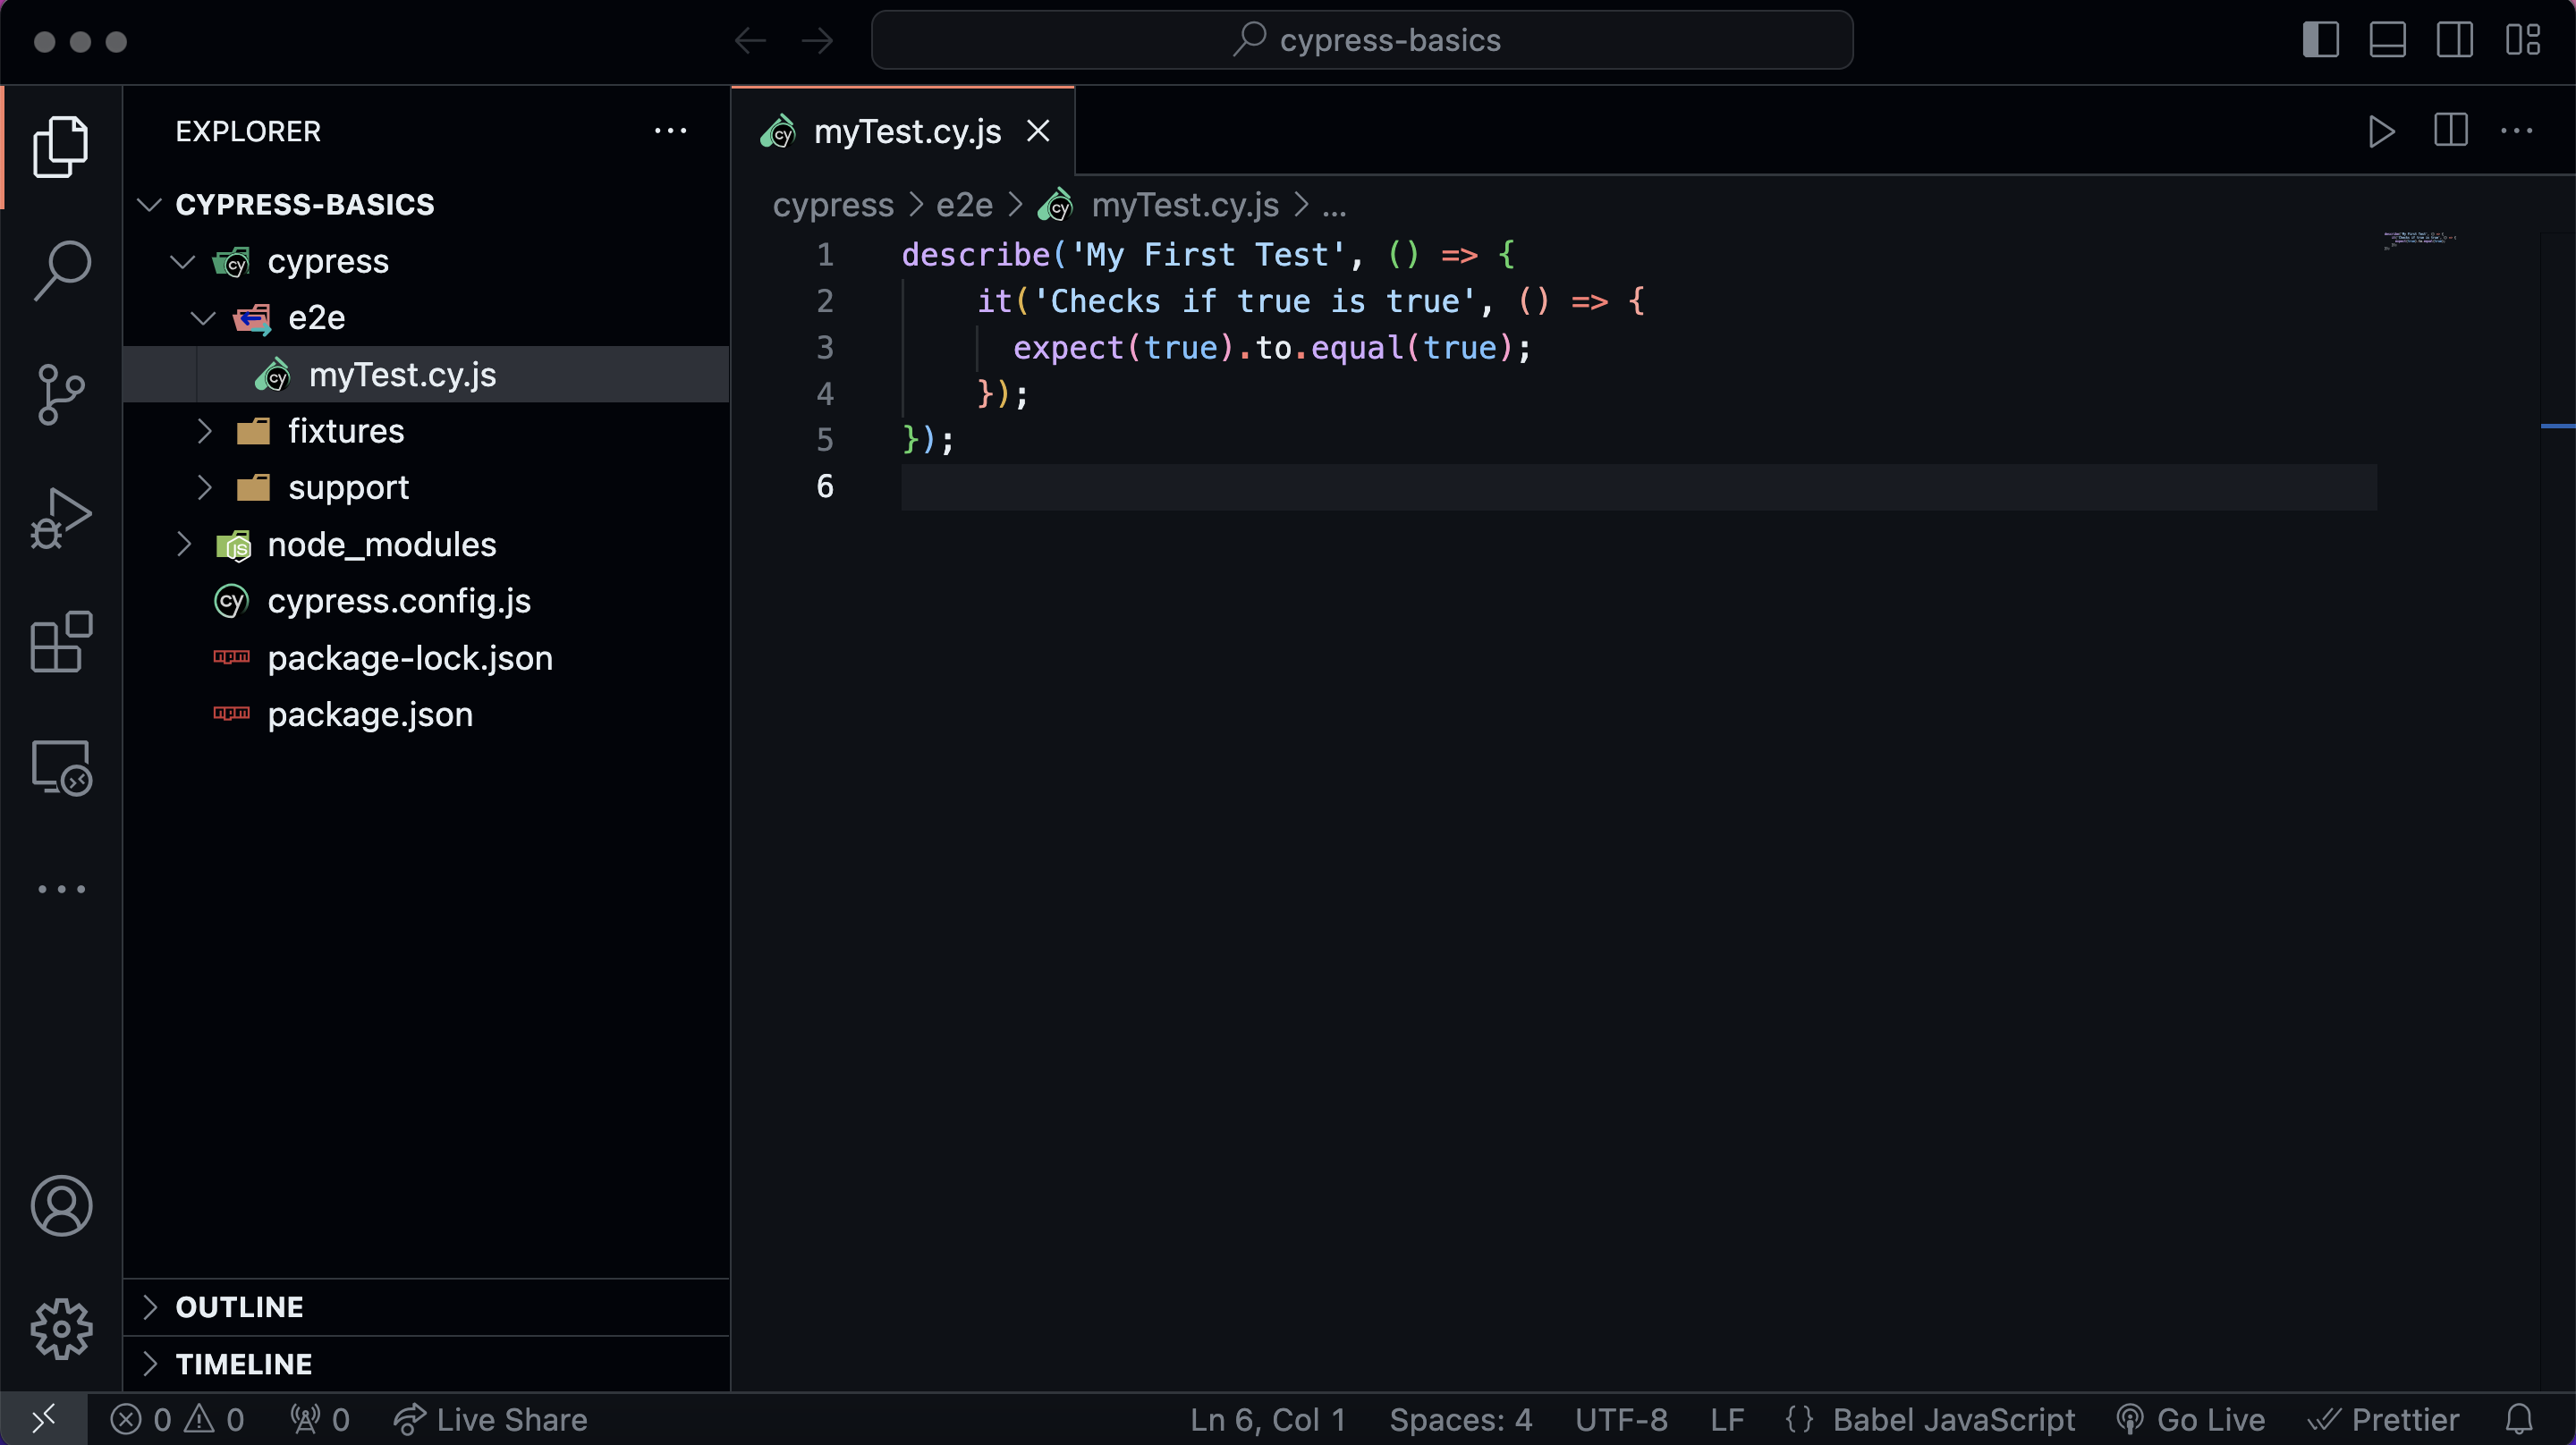 cypress-basics
EXPLORER
CYPRESS-BASICS
cypress
e2e
myTest.cy.js
fixtures
support
node_modules
cypress.config.js
package-lock.json
package.json
OUTLINE
TIMELINE
myTest.cy.js
cypress > e2e > myTest.cy.js > ...
1 describe('My First Test', () => {
2     it('Checks if true is true', () => {
3       expect(true).to.equal(true);
4     });
5 });
6
0 0 0 Live Share Ln 6, Col 1 Spaces: 4 UTF-8 LF {} Babel JavaScript Go Live Prettier